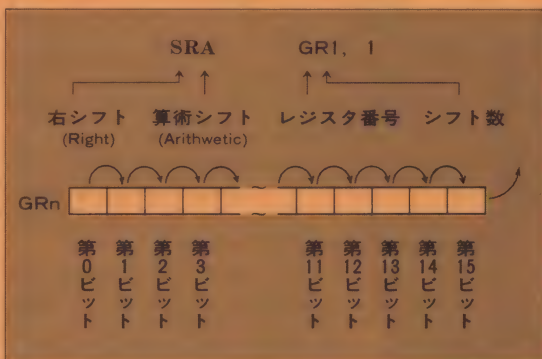 SRA GR1, 1
右シフト 算術シフト レジスタ番号 シフト数
(Right) (Arithwetic)
GRn
第0ビット 第1ビット 第2ビット 第3ビット 第11ビット 第12ビット 第13ビット 第14ビット 第15ビット